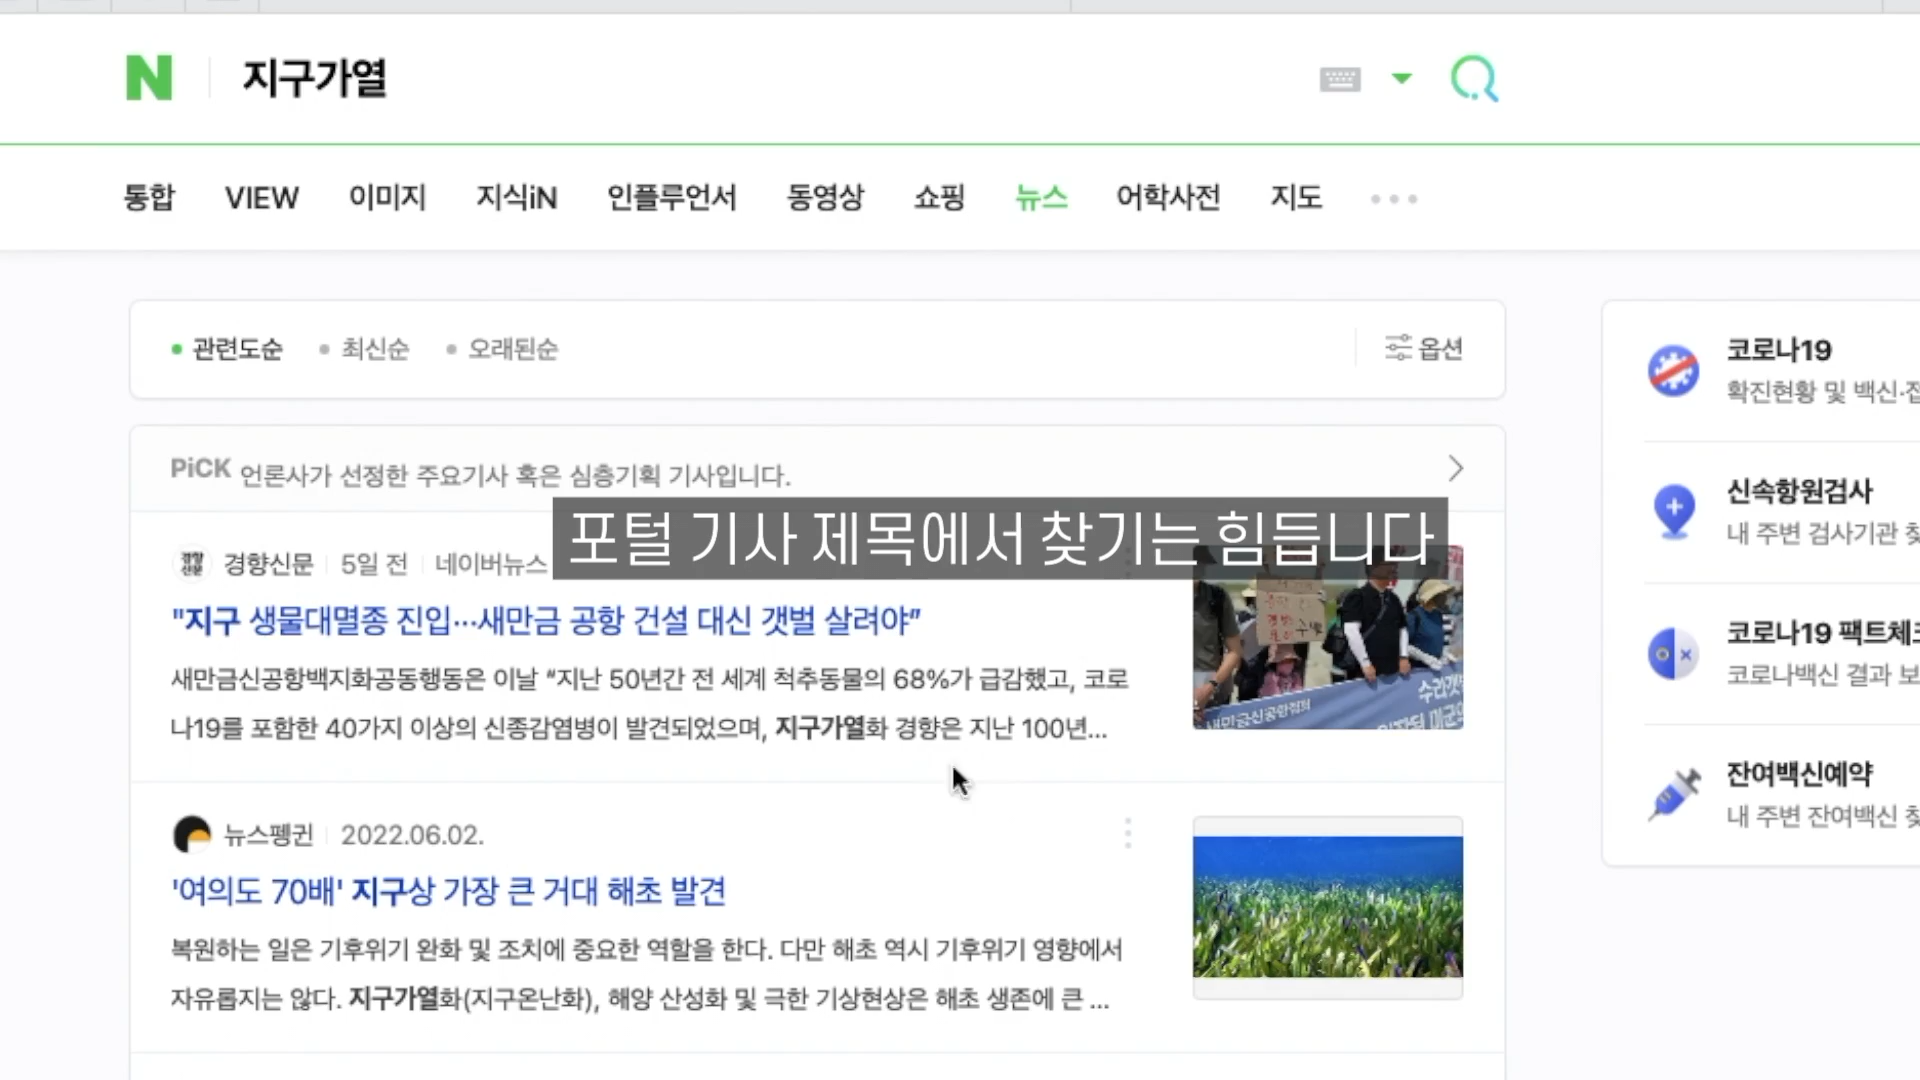 N 지구가열
통합 VIEW 이미지 지식iN 인플루언서 동영상 쇼핑 뉴스 어학사전 지도
관련도순 최신순 오래된순 옵션
PiCK 언론사가 선정한 주요기사 혹은 심층기획 기사입니다.
포털 기사 제목에서 찾기는 힘듭니다
경향신문 5일 전 네이버뉴스
"지구 생물대멸종 진입…새만금 공항 건설 대신 갯벌 살려야"
새만금신공항백지화공동행동은 이날 “지난 50년간 전 세계 척추동물의 68%가 급감했고, 코로
나19를 포함한 40가지 이상의 신종감염병이 발견되었으며, 지구가열화 경향은 지난 100년...
뉴스펭귄 2022.06.02.
'여의도 70배' 지구상 가장 큰 거대 해초 발견
복원하는 일은 기후위기 완화 및 조치에 중요한 역할을 한다. 다만 해초 역시 기후위기 영향에서
자유롭지는 않다. 지구가열화(지구온난화), 해양 산성화 및 극한 기상현상은 해초 생존에 큰 ...
코로나19
확진현황 및 백신·접
신속항원검사
내 주변 검사기관 찾
코로나19 팩트체크
코로나백신 결과 보
잔여백신예약
내 주변 잔여백신 찾